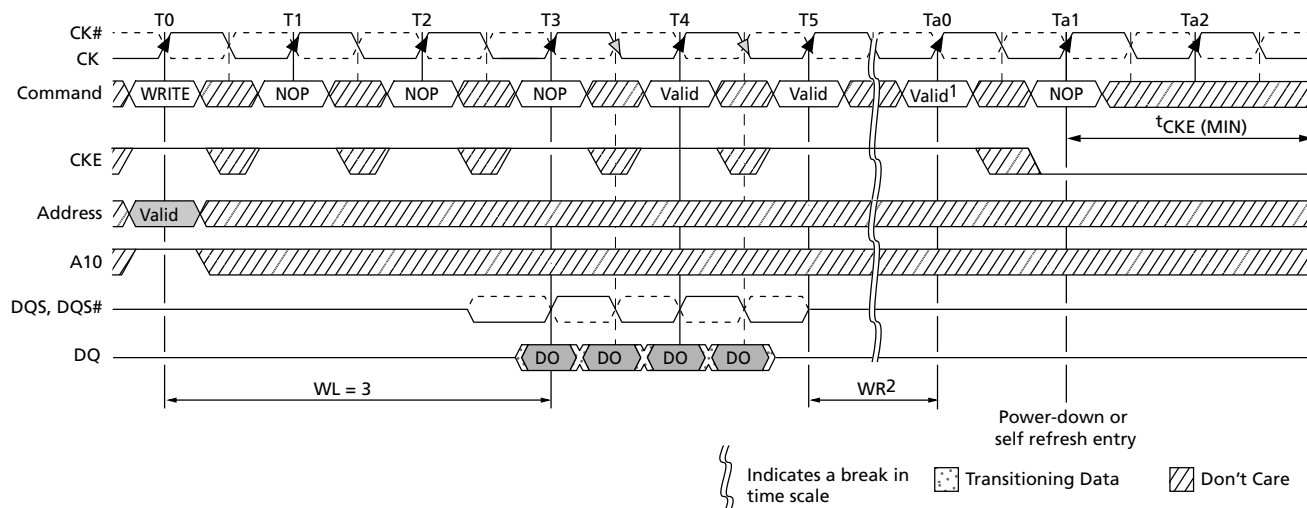 T0 T1 T2 T3 T4 T5 Ta0 Ta1 Ta2
CK#
CK
Command WRITE NOP NOP NOP Valid Valid Valid1 NOP
tCKE (MIN)
CKE
Address Valid
A10
DQS, DQS#
DQ DO DO DO DO
WL = 3 WR2
Power-down or
self refresh entry
Indicates a break in
time scale
Transitioning Data Don't Care